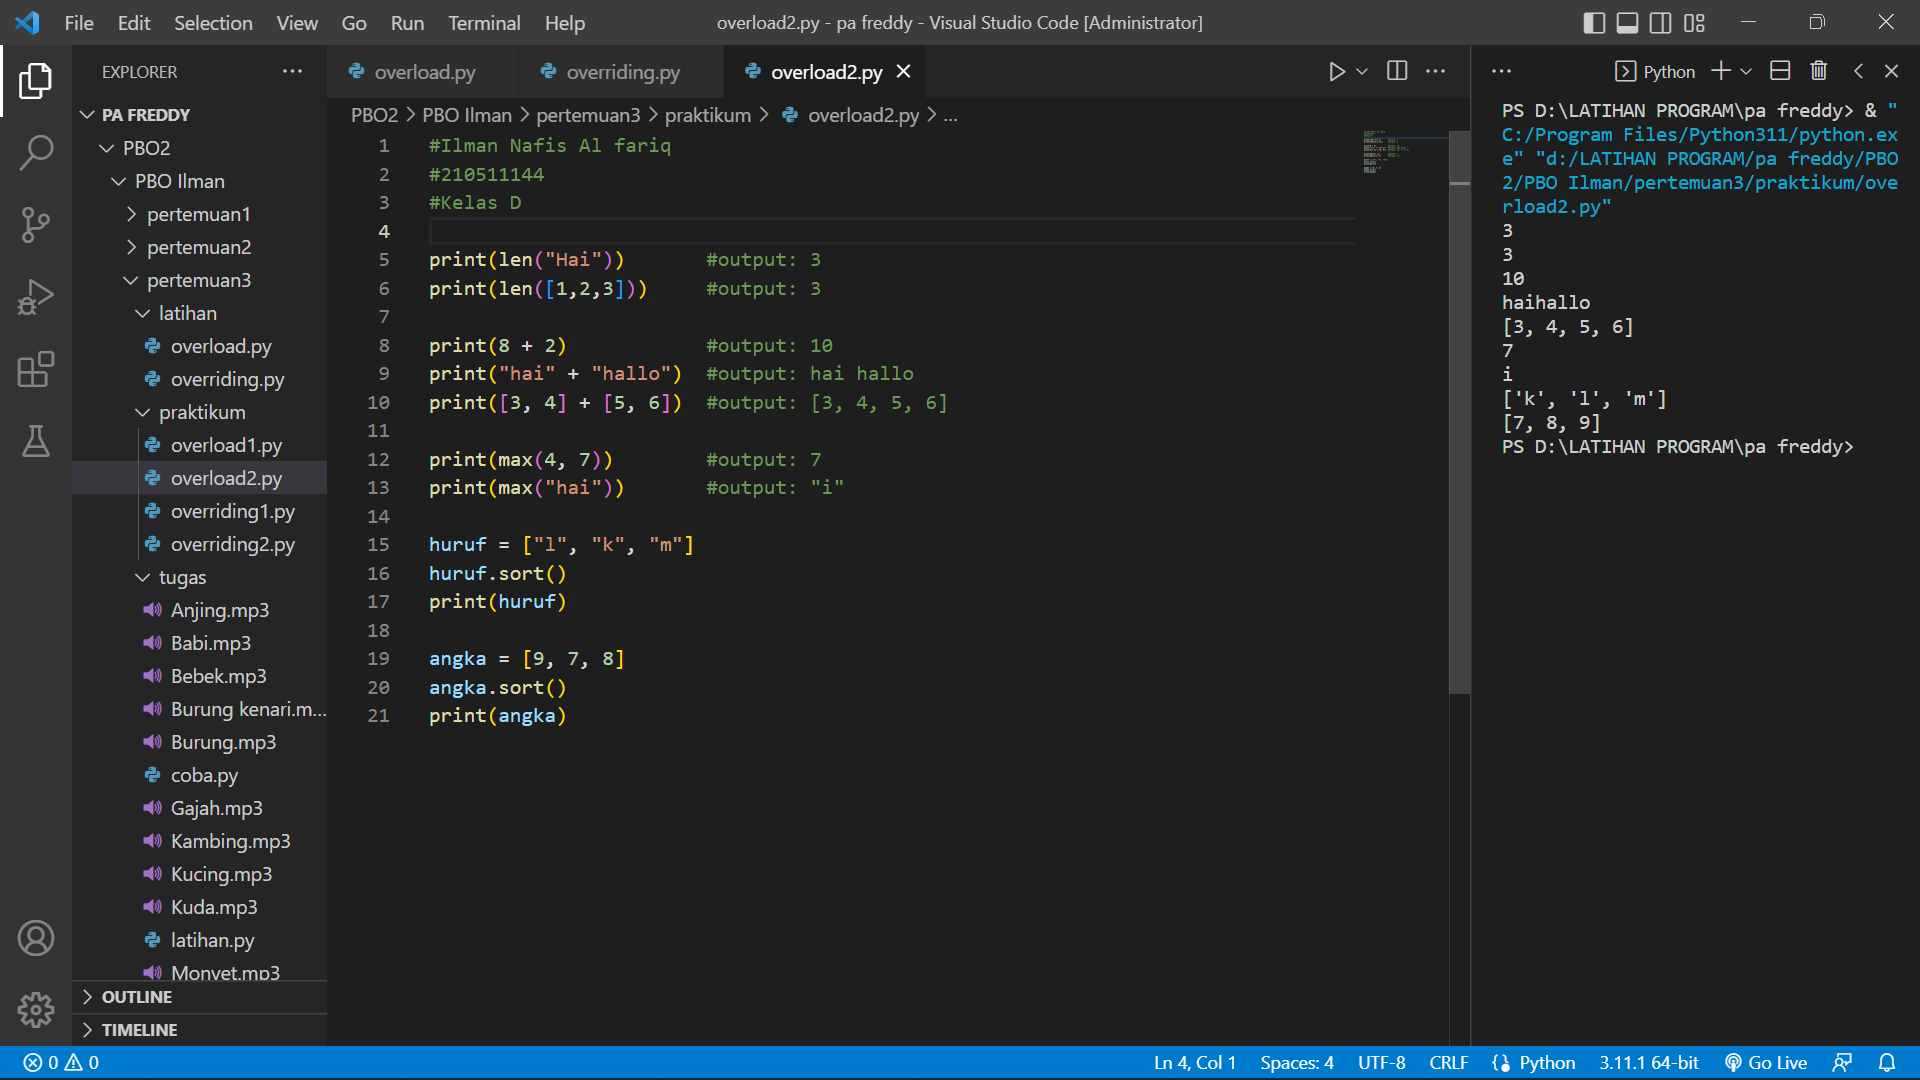 File Edit Selection View Go Run Terminal Help
overload2.py - pa freddy - Visual Studio Code [Administrator]
EXPLORER
PA FREDDY
PBO2
PBO Ilman
pertemuan1
pertemuan2
pertemuan3
latihan
overload.py
overriding.py
praktikum
overload1.py
overload2.py
overriding1.py
overriding2.py
tugas
Anjing.mp3
Babi.mp3
Bebek.mp3
Burung kenari.m...
Burung.mp3
coba.py
Gajah.mp3
Kambing.mp3
Kucing.mp3
Kuda.mp3
latihan.py
Monyet.mp3
OUTLINE
TIMELINE
overload.py overriding.py overload2.py
PBO2 > PBO Ilman > pertemuan3 > praktikum > overload2.py > ...
1 #Ilman Nafis Al fariq
2 #210511144
3 #Kelas D
4
5 print(len("Hai")) #output: 3
6 print(len([1,2,3])) #output: 3
7
8 print(8 + 2) #output: 10
9 print("hai" + "hallo") #output: hai hallo
10 print([3, 4] + [5, 6]) #output: [3, 4, 5, 6]
11
12 print(max(4, 7)) #output: 7
13 print(max("hai")) #output: "i"
14
15 huruf = ["l", "k", "m"]
16 huruf.sort()
17 print(huruf)
18
19 angka = [9, 7, 8]
20 angka.sort()
21 print(angka)
Python
PS D:\LATIHAN PROGRAM\pa freddy> & "
C:/Program Files/Python311/python.ex
e" "d:/LATIHAN PROGRAM/pa freddy/PBO
2/PBO Ilman/pertemuan3/praktikum/ove
rload2.py"
3
3
10
haihallo
[3, 4, 5, 6]
7
i
['k', 'l', 'm']
[7, 8, 9]
PS D:\LATIHAN PROGRAM\pa freddy>
0 0
Ln 4, Col 1 Spaces: 4 UTF-8 CRLF Python 3.11.1 64-bit Go Live